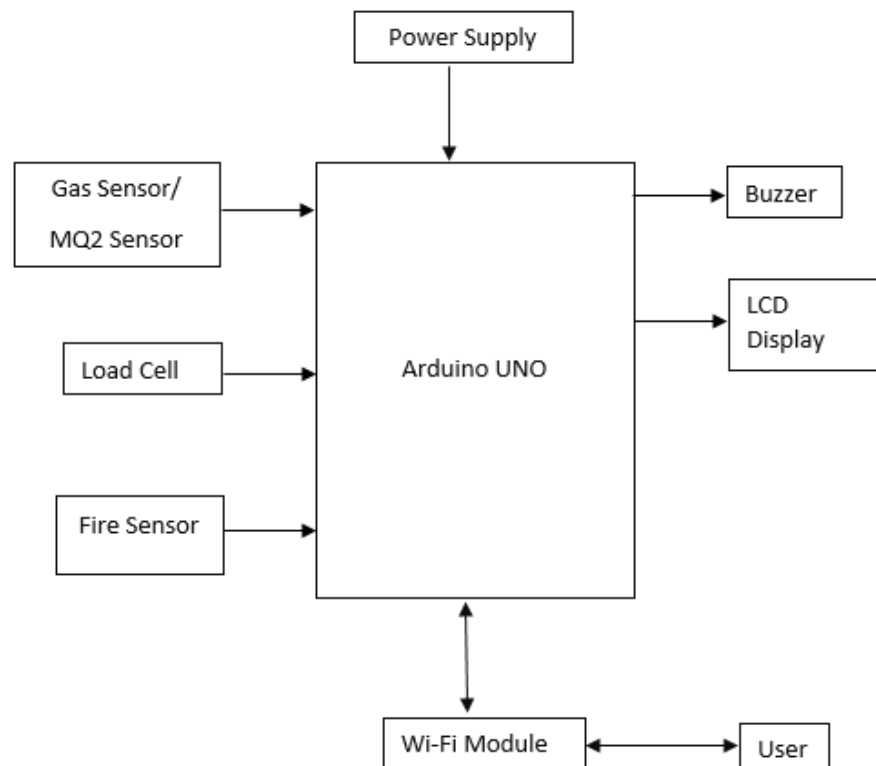 Power Supply
Gas Sensor/
MQ2 Sensor
Buzzer
LCD
Display
Load Cell
Arduino UNO
Fire Sensor
Wi-Fi Module
User